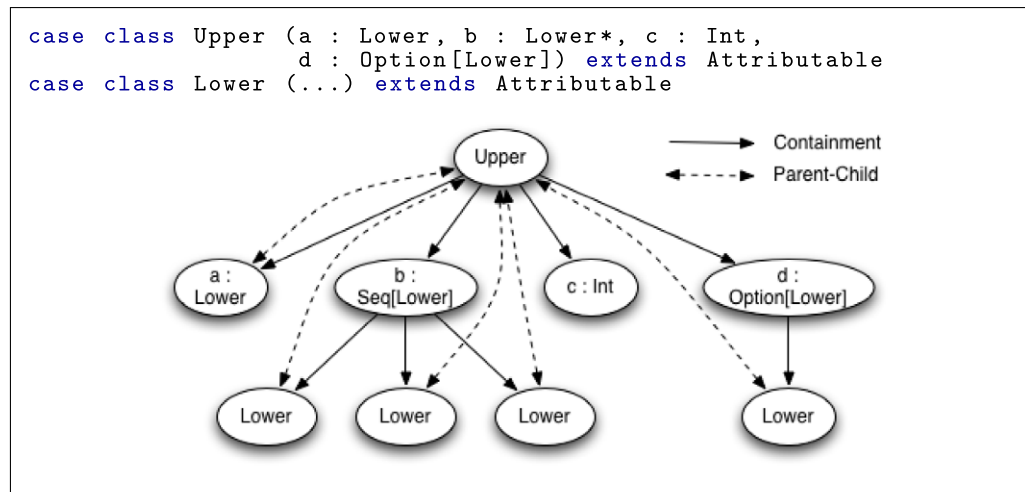 case class Upper (a : Lower, b : Lower*, c : Int,
d : Option[Lower]) extends Attributable
case class Lower (...) extends Attributable
Upper
Containment
Parent-Child
a :
Lower
b :
Seq[Lower]
c : Int
d :
Option[Lower]
Lower
Lower
Lower
Lower